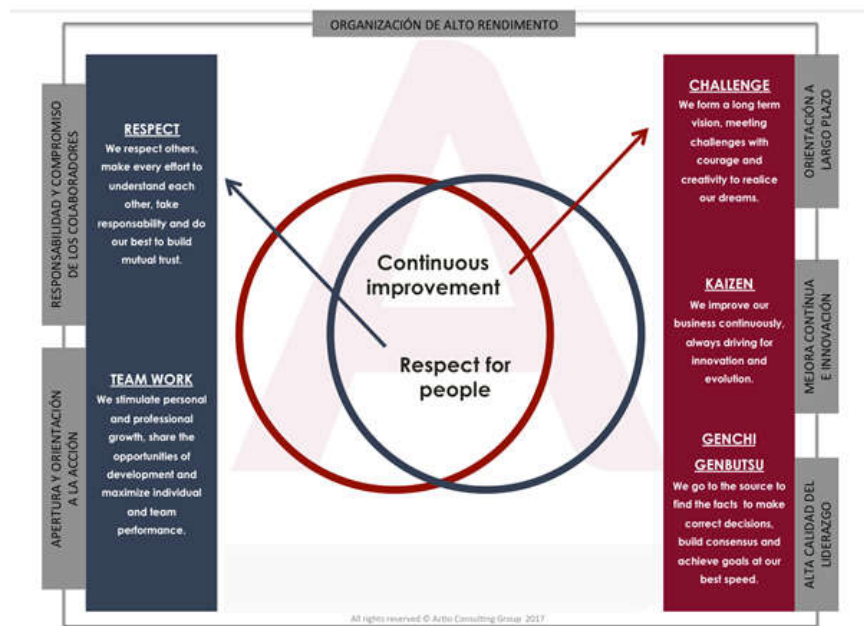 ORGANIZACIÓN DE ALTO RENDIMIENTO
RESPONSABILIDAD Y COMPROMISO
DE LOS COLABORADORES
APERTURA Y ORIENTACIÓN
A LA ACCIÓN
RESPECT
We respect others,
make every effort to
understand each
other, take
responsability and do
our best to build
mutual trust.
TEAM WORK
We stimulate personal
and professional
growth, share the
opportunities of
development and
maximize individual
and team
performance.
Continuous
improvement
Respect for
people
CHALLENGE
We form a long term
vision, meeting
challenges with
courage and
creativity to realice
our dreams.
KAIZEN
We improve our
business continuously,
always driving for
innovation and
evolution.
GENCHI
GENBUTSU
We go to the source to
find the facts to make
correct decisions,
build consensus and
achieve goals at our
best speed.
ORIENTACIÓN A
LARGO PLAZO
MEJORA CONTÍNUA
E INNOVACIÓN
ALTA CALIDAD DEL
LIDERAZGO
All rights reserved © Actio Consulting Group 2017